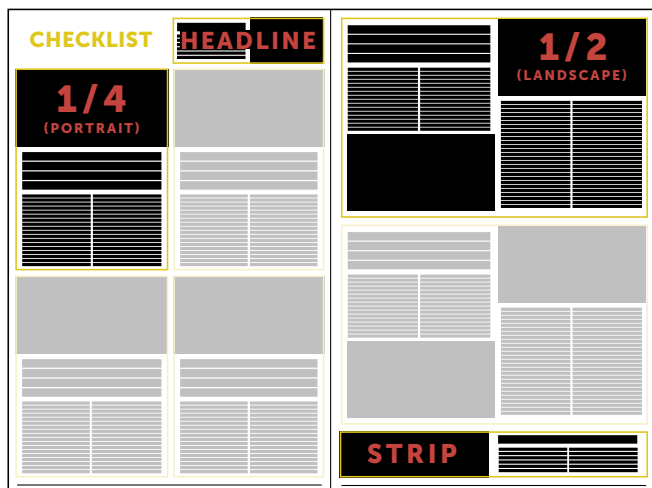 CHECKLIST
HEADLINE
1/4
(PORTRAIT)
1/2
(LANDSCAPE)
STRIP